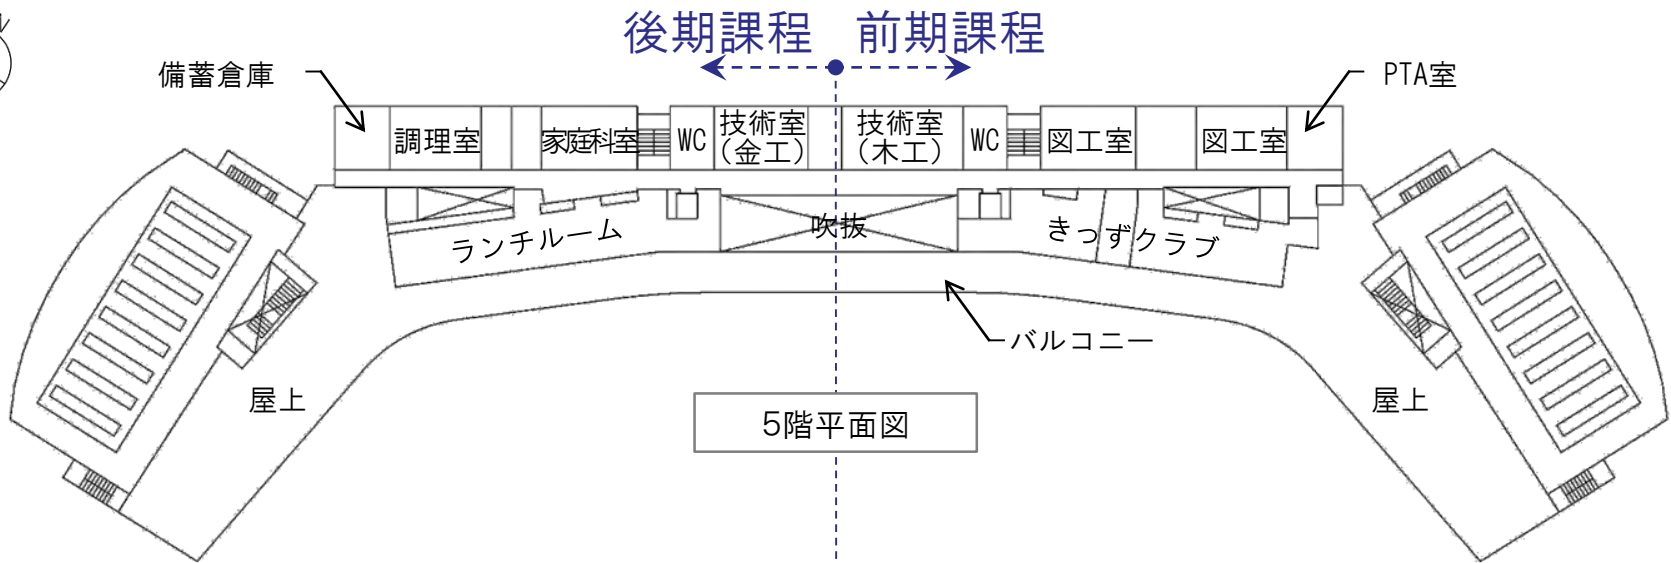 後期課程 前期課程
備蓄倉庫
PTA室
調理室
家庭科室
WC
技術室
(金工)
技術室
(木工)
WC
図工室
図工室
ランチルーム
吹抜
きっずクラブ
バルコニー
屋上
屋上
5階平面図